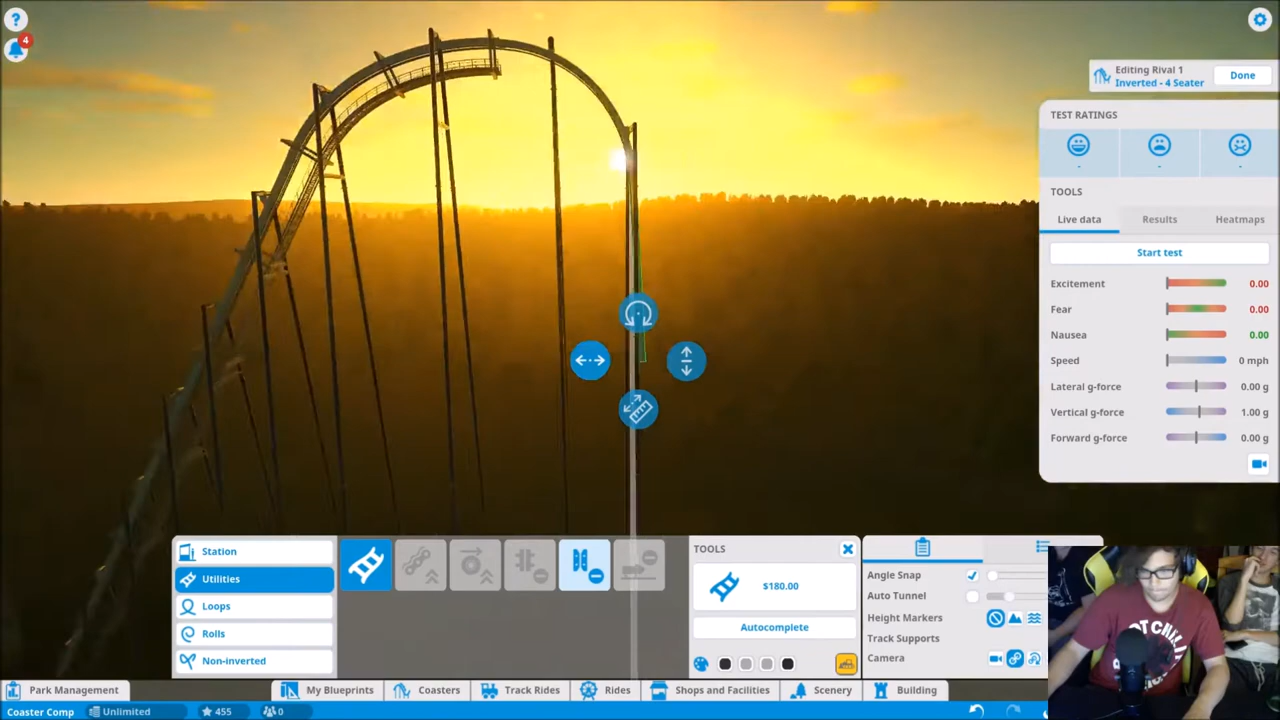 ?
4
Editing Rival 1
Inverted - 4 Seater
Done
TEST RATINGS
- - -
TOOLS
Live data Results Heatmaps
Start test
Excitement 0.00
Fear 0.00
Nausea 0.00
Speed 0 mph
Lateral g-force 0.00 g
Vertical g-force 1.00 g
Forward g-force 0.00 g
Station
Utilities
Loops
Rolls
Non-inverted
TOOLS
$180.00
Autocomplete
Angle Snap
Auto Tunnel
Height Markers
Track Supports
Camera
Park Management
My Blueprints
Coasters
Track Rides
Rides
Shops and Facilities
Scenery
Building
Coaster Comp
Unlimited
455
0